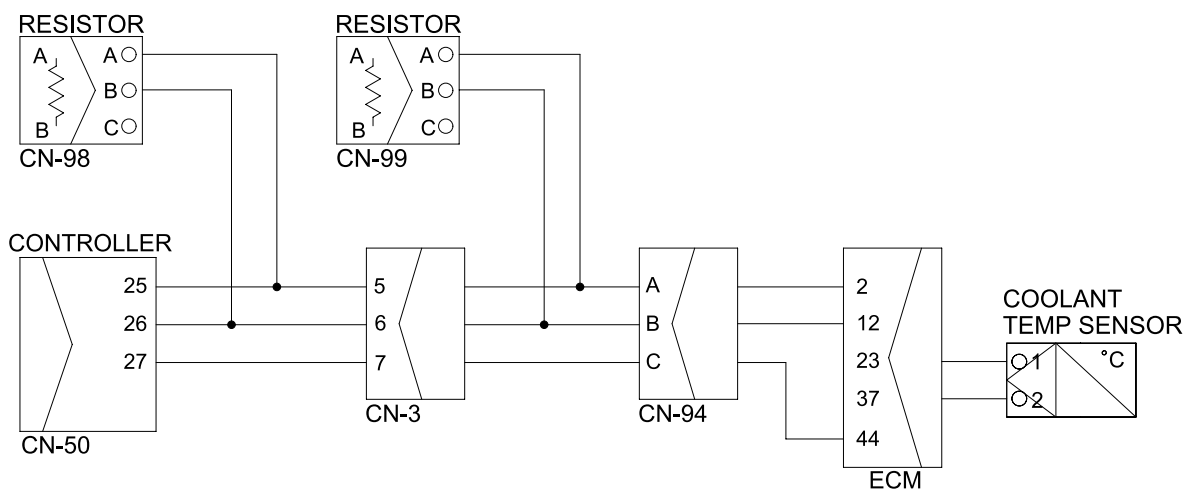 RESISTOR
A
B
A
B
C
CN-98
RESISTOR
A
B
A
B
C
CN-99
CONTROLLER
25
26
27
CN-50
5
6
7
CN-3
A
B
C
CN-94
2
12
23
37
44
ECM
COOLANT
TEMP SENSOR
1
2
°C